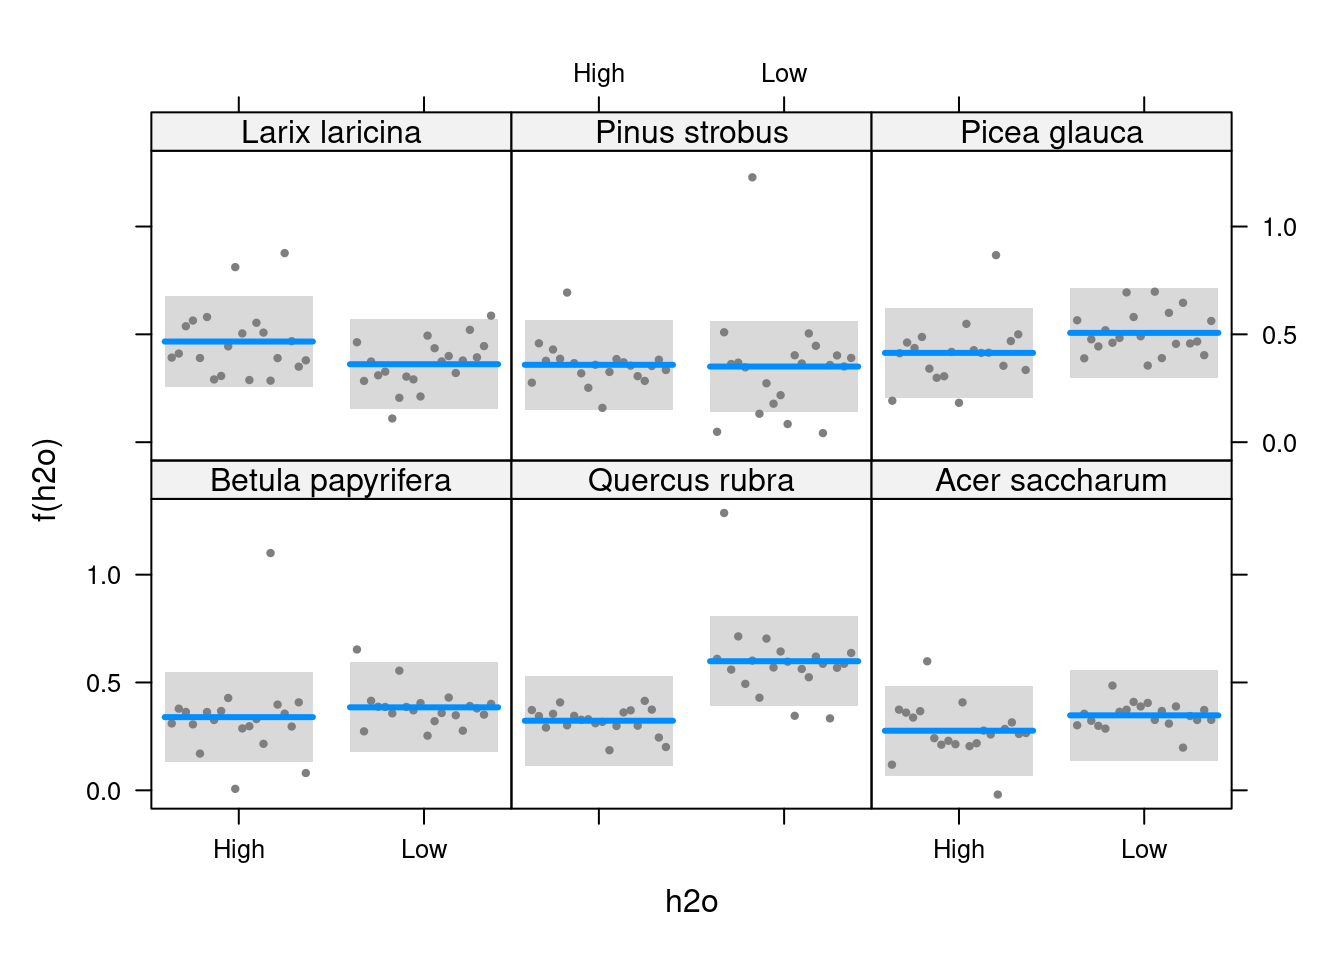 High Low
Larix laricina Pinus strobus Picea glauca
1.0
0.5
0.0
f(h2o)
Betula papyrifera Quercus rubra Acer saccharum
1.0
0.5
0.0
High Low High Low
h2o